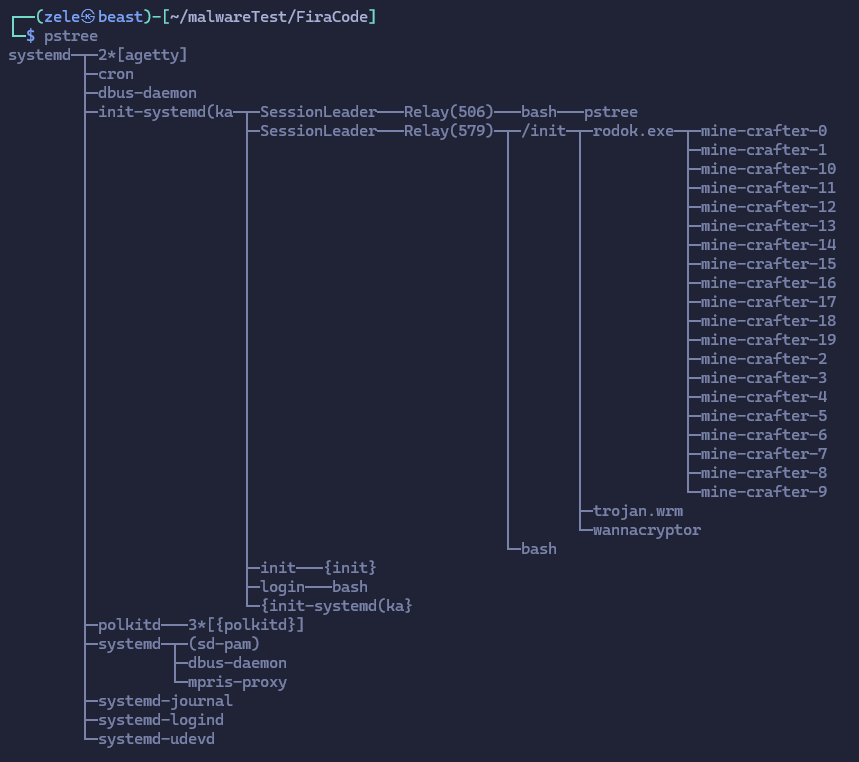 ┌──(zele㉿beast)-[~/malwareTest/FiraCode]
└─$ pstree
systemd─┬─2*[agetty]
        ├─cron
        ├─dbus-daemon
        ├─init-systemd(ka─┬─SessionLeader───Relay(506)───bash───pstree
        │                 ├─SessionLeader───Relay(579)─┬─/init─┬─rodok.exe─┬─mine-crafter-0
        │                 │                            │       │           ├─mine-crafter-1
        │                 │                            │       │           ├─mine-crafter-10
        │                 │                            │       │           ├─mine-crafter-11
        │                 │                            │       │           ├─mine-crafter-12
        │                 │                            │       │           ├─mine-crafter-13
        │                 │                            │       │           ├─mine-crafter-14
        │                 │                            │       │           ├─mine-crafter-15
        │                 │                            │       │           ├─mine-crafter-16
        │                 │                            │       │           ├─mine-crafter-17
        │                 │                            │       │           ├─mine-crafter-18
        │                 │                            │       │           ├─mine-crafter-19
        │                 │                            │       │           ├─mine-crafter-2
        │                 │                            │       │           ├─mine-crafter-3
        │                 │                            │       │           ├─mine-crafter-4
        │                 │                            │       │           ├─mine-crafter-5
        │                 │                            │       │           ├─mine-crafter-6
        │                 │                            │       │           ├─mine-crafter-7
        │                 │                            │       │           ├─mine-crafter-8
        │                 │                            │       │           └─mine-crafter-9
        │                 │                            │       ├─trojan.wrm
        │                 │                            │       └─wannacryptor
        │                 │                            └─bash
        │                 ├─init───{init}
        │                 ├─login───bash
        │                 └─{init-systemd(ka}
        ├─polkitd───3*[{polkitd}]
        ├─systemd─┬─(sd-pam)
        │         ├─dbus-daemon
        │         └─mpris-proxy
        ├─systemd-journal
        ├─systemd-logind
        └─systemd-udevd